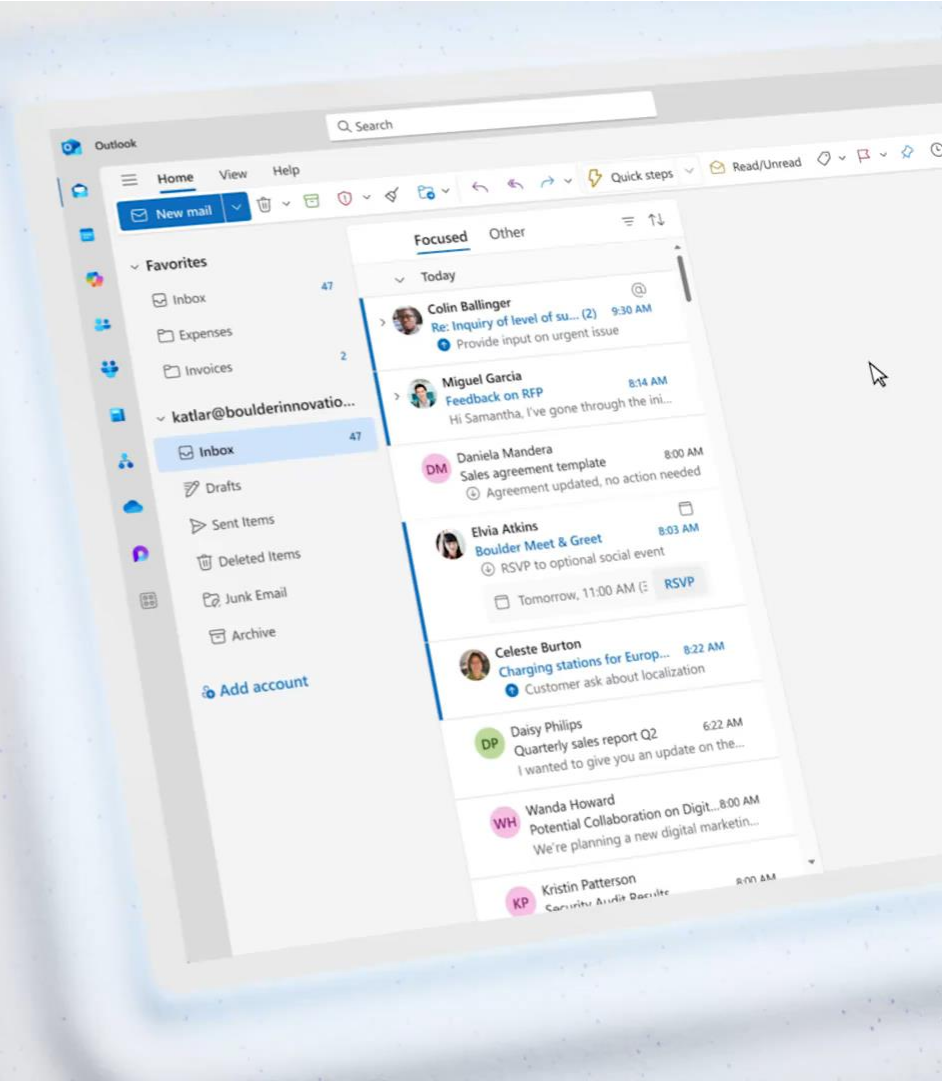 Outlook
Search
Home View Help
New mail
Quick steps
Read/Unread
Favorites
Inbox 47
Expenses
Invoices 2
katlar@boulderinnovatio...
Inbox 47
Drafts
Sent Items
Deleted Items
Junk Email
Archive
Add account
Focused Other
Today
Colin Ballinger
Re: Inquiry of level of su... (2) 9:30 AM
Provide input on urgent issue
Miguel Garcia
Feedback on RFP 8:14 AM
Hi Samantha, I've gone through the ini...
DM
Daniela Mandera
Sales agreement template 8:00 AM
Agreement updated, no action needed
Elvia Atkins
Boulder Meet & Greet 8:03 AM
RSVP to optional social event
Tomorrow, 11:00 AM RSVP
Celeste Burton
Charging stations for Europ... 8:22 AM
Customer ask about localization
DP
Daisy Philips
Quarterly sales report Q2 6:22 AM
I wanted to give you an update on the...
WH
Wanda Howard
Potential Collaboration on Digit... 8:00 AM
We're planning a new digital marketin...
KP
Kristin Patterson
Security Audit Results 8:00 AM